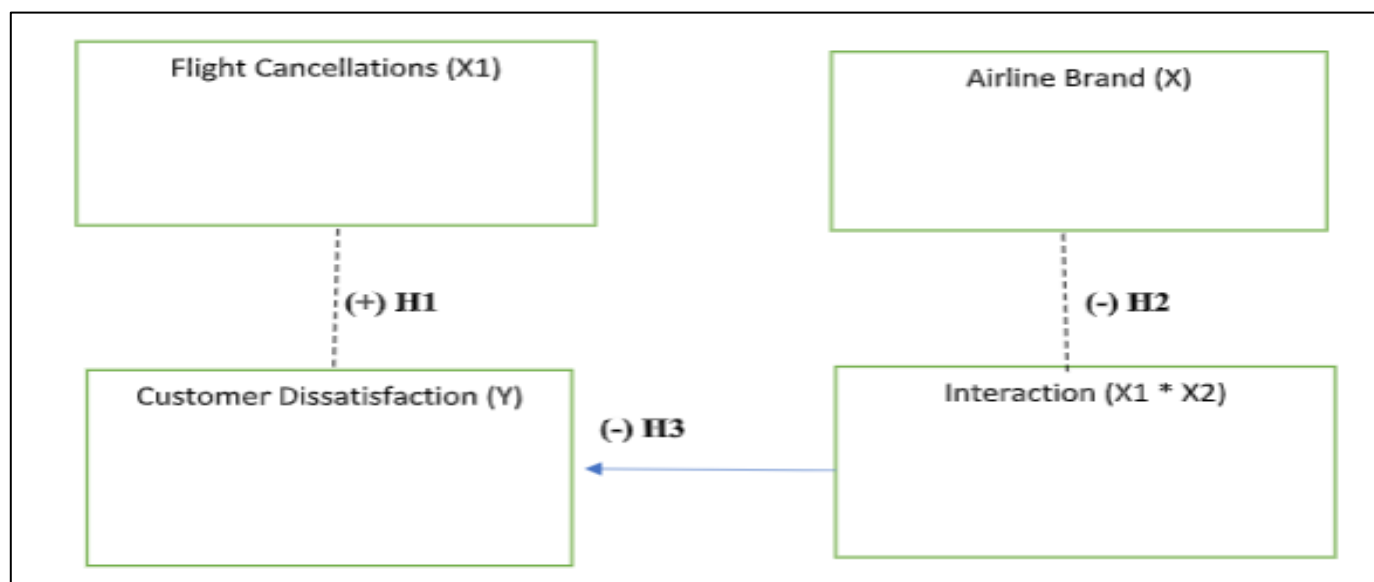 Flight Cancellations (X1)
Airline Brand (X)
(+) H1
(-) H2
Customer Dissatisfaction (Y)
Interaction (X1 * X2)
(-) H3